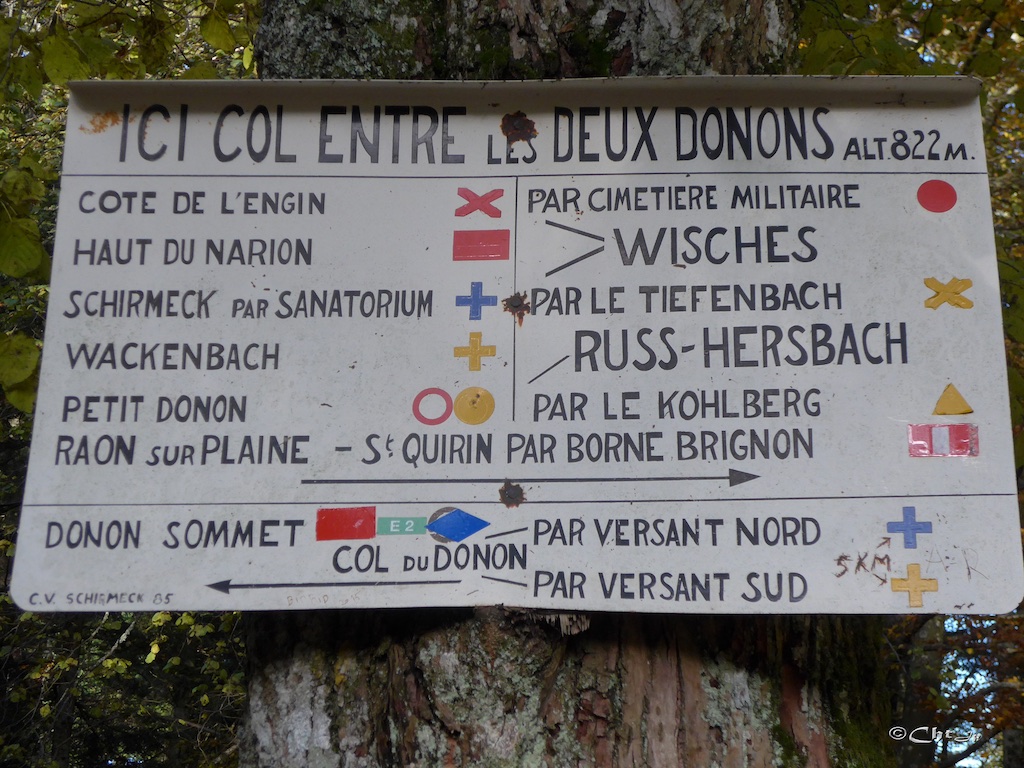 ICI COL ENTRE LES DEUX DONONS ALT. 822 M.
COTE DE L'ENGIN
HAUT DU NARION
SCHIRMECK PAR SANATORIUM
WACKENBACH
PETIT DONON
PAR CIMETIERE MILITAIRE
WISCHES
PAR LE TIEFENBACH
RUSS-HERSBACH
PAR LE KOHLBERG
RAON SUR PLAINE - St QUIRIN PAR BORNE BRIGNON
DONON SOMMET E2
COL DU DONON
PAR VERSANT NORD
PAR VERSANT SUD
5KM A-R
C.V. SCHIRMECK 85